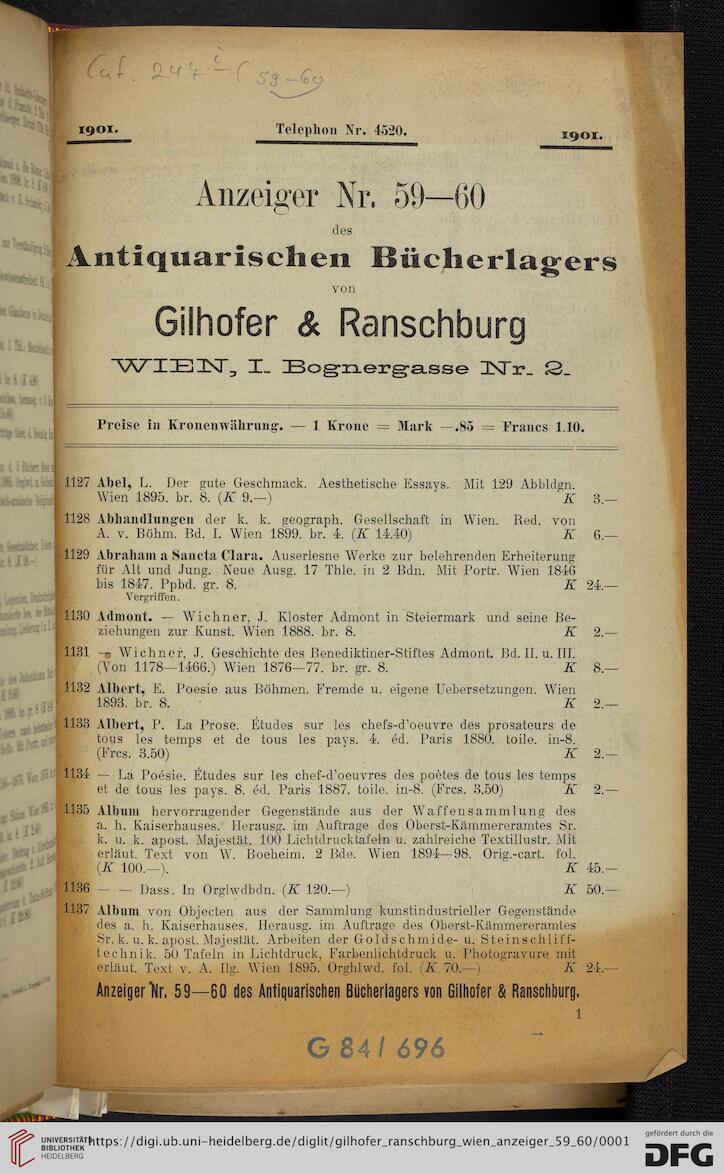 Cat. 244
59-60
1901.
Telephon Nr. 4520.
1901.
Anzeiger Nr. 59—60
des
Antiquarischen Bücherlagers
von
Gilhofer & Ranschburg
WIEN, I. Bognergasse Nr. 2.
Preise in Kronenwährung. — 1 Krone = Mark —.85 = Francs 1.10.
1127 Abel, L. Der gute Geschmack. Aesthetische Essays. Mit 129 Abbldgn.
Wien 1895. br. 8. (K 9.—) K 3.—
1128 Abhandlungen der k. k. geograph. Gesellschaft in Wien. Red. von
A. v. Böhm. Bd. I. Wien 1899. br. 4. (K 14.40) K 6.—
1129 Abraham a Sancta Clara. Auserlesne Werke zur belehrenden Erheiterung
für Alt und Jung. Neue Ausg. 17 Thle. in 2 Bdn. Mit Portr. Wien 1846
bis 1847. Ppbd. gr. 8. K 24.—
Vergriffen.
1130 Admont. — Wichner, J. Kloster Admont in Steiermark und seine Be-
ziehungen zur Kunst. Wien 1888. br. 8. K 2.—
1131 — Wichner, J. Geschichte des Benediktiner-Stiftes Admont. Bd. II. u. III.
(Von 1178—1466.) Wien 1876—77. br. gr. 8. K 8.—
1132 Albert, E. Poesie aus Böhmen. Fremde u. eigene Uebersetzungen. Wien
1893. br. 8. K 2.—
1133 Albert, P. La Prose. Études sur les chefs-d'oeuvre des prosateurs de
tous les temps et de tous les pays. 4. éd. Paris 1880. toile. in-8.
(Frcs. 3.50) K 2.—
1134 — La Poésie. Études sur les chef-d'oeuvres des poètes de tous les temps
et de tous les pays. 8. éd. Paris 1887. toile. in-8. (Frcs. 3.50) K 2.—
1135 Album hervorragender Gegenstände aus der Waffensammlung des
a. h. Kaiserhauses. Herausg. im Auftrage des Oberst-Kämmereramtes Sr.
k. u. k. apost. Majestät. 100 Lichtdrucktafeln u. zahlreiche Textillustr. Mit
erläut. Text von W. Boeheim. 2 Bde. Wien 1894—98. Orig.-cart. fol.
(K 100.—). K 45.—
1136 — — Dass. In Orglwdbdn. (K 120.—) K 50.—
1137 Album von Objecten aus der Sammlung kunstindustrieller Gegenstände
des a. h. Kaiserhauses. Herausg. im Auftrage des Oberst-Kämmereramtes
Sr. k. u. k. apost. Majestät. Arbeiten der Goldschmide- u. Steinschliff-
technik. 50 Tafeln in Lichtdruck, Farbenlichtdruck u. Photogravure mit
erläut. Text v. A. Ilg. Wien 1895. Orghlwd. fol. (K 70.—) K 24.—
Anzeiger Nr. 59—60 des Antiquarischen Bücherlagers von Gilhofer & Ranschburg.
1
G 841 696
UNIVERSITÄTS-
BIBLIOTHEK
HEIDELBERG
https://digi.ub.uni-heidelberg.de/diglit/gilhofer_ranschburg_wien_anzeiger_59_60/0001
gefördert durch die
DFG